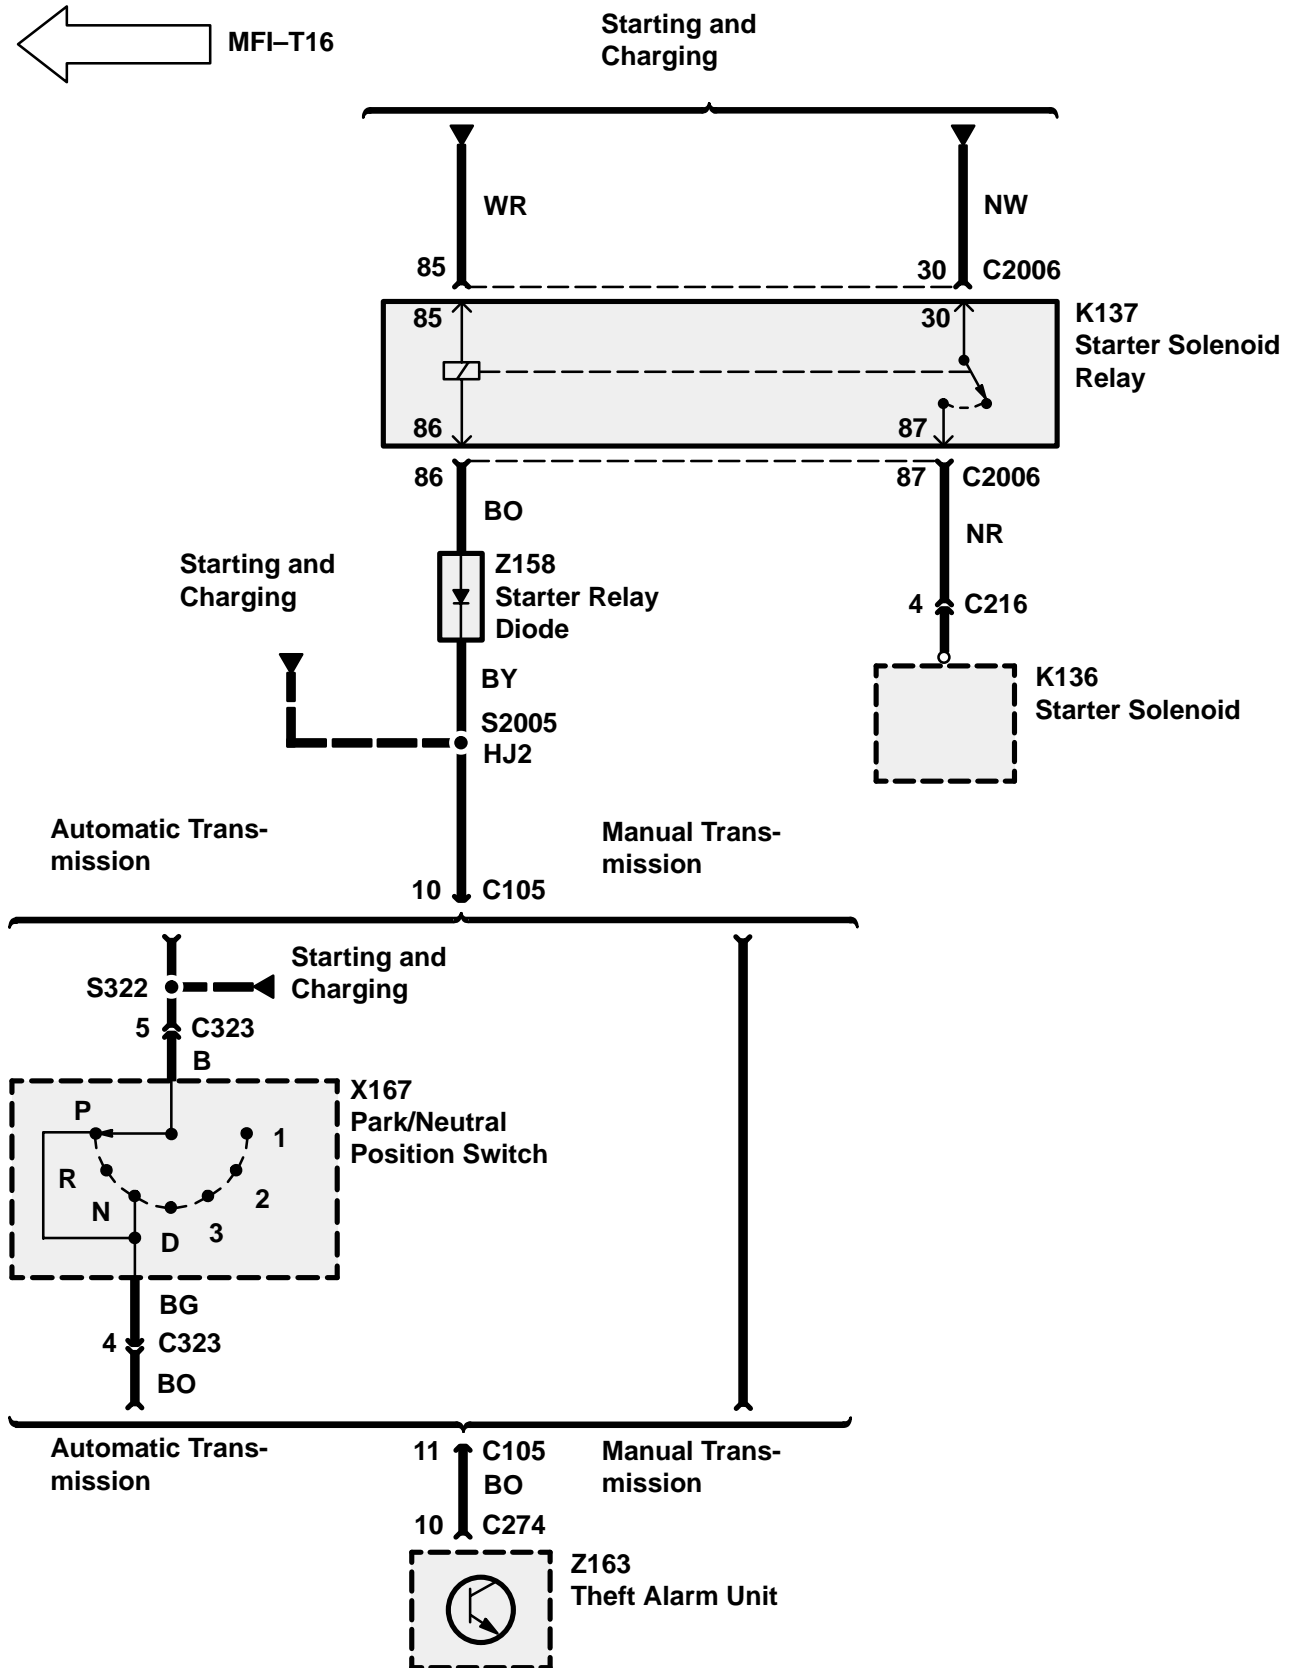 MFI–T16
Starting and
Charging
WR
NW
85
30 C2006
85
30
K137
Starter Solenoid
Relay
86
87
86
87 C2006
BO
NR
Starting and
Charging
Z158
Starter Relay
Diode
4 C216
BY
K136
Starter Solenoid
S2005
HJ2
Automatic Trans-
mission
Manual Trans-
mission
10 C105
Starting and
Charging
S322
5 C323
B
X167
Park/Neutral
Position Switch
P
1
R
2
N
3
D
BG
4 C323
BO
Automatic Trans-
mission
11 C105
Manual Trans-
mission
BO
10 C274
Z163
Theft Alarm Unit